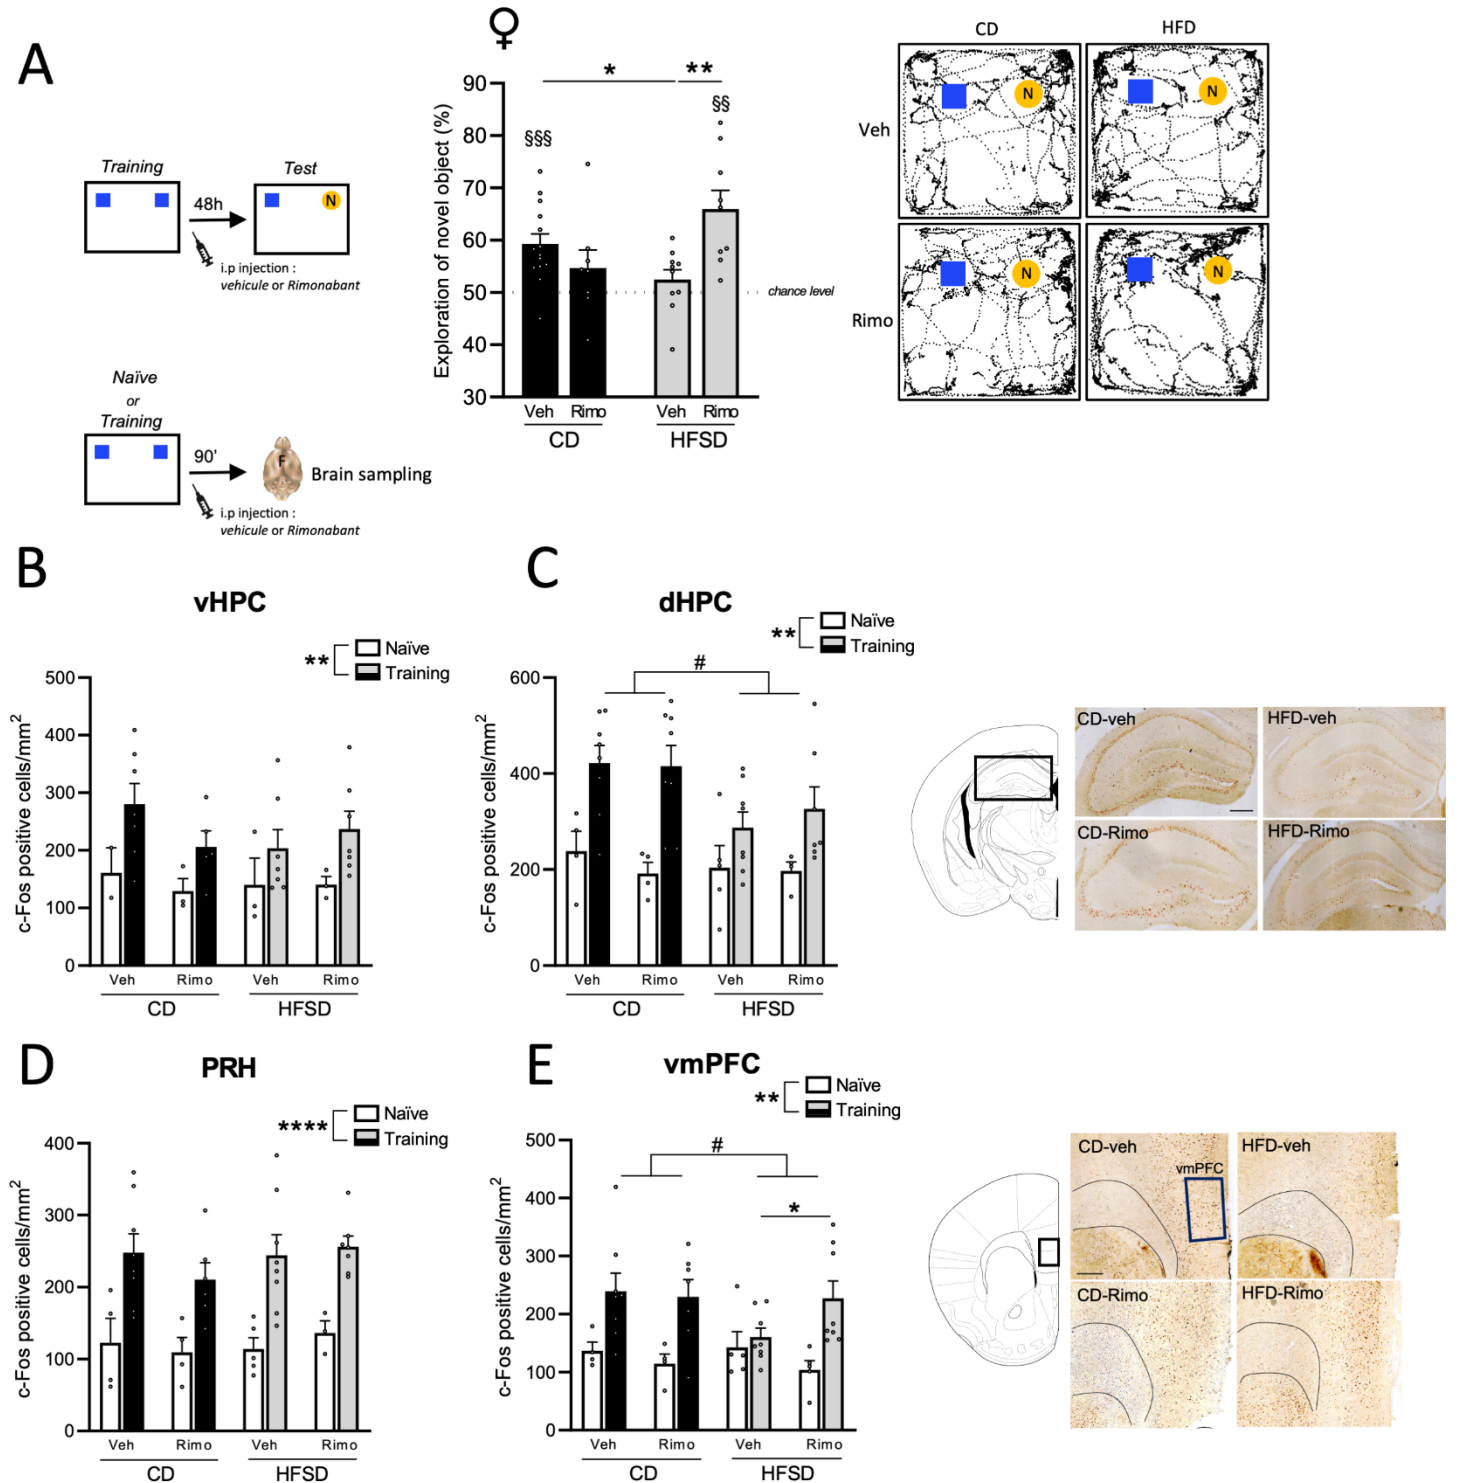 A
♀
Training
Test
N
48h
i.p injection :
vehicule or Rimonabant
Naïve
or
Training
90’
F
Brain sampling
i.p injection :
vehicule or Rimonabant
Exploration of novel object (%)
90
80
70
60
50
40
30
* **
§§§
§§
chance level
Veh Rimo Veh Rimo
CD HFSD
CD HFD
Veh
Rimo
N N
N N
B
vHPC
** Naïve
Training
c-Fos positive cells/mm²
500
400
300
200
100
0
Veh Rimo Veh Rimo
CD HFSD
C
dHPC
** Naïve
Training
#
c-Fos positive cells/mm²
600
400
200
0
Veh Rimo Veh Rimo
CD HFSD
CD-veh HFD-veh
CD-Rimo HFD-Rimo
D
PRH
**** Naïve
Training
c-Fos positive cells/mm²
400
300
200
100
0
Veh Rimo Veh Rimo
CD HFSD
E
vmPFC
** Naïve
Training
#
*
c-Fos positive cells/mm²
500
400
300
200
100
0
Veh Rimo Veh Rimo
CD HFSD
CD-veh HFD-veh
vmPFC
CD-Rimo HFD-Rimo